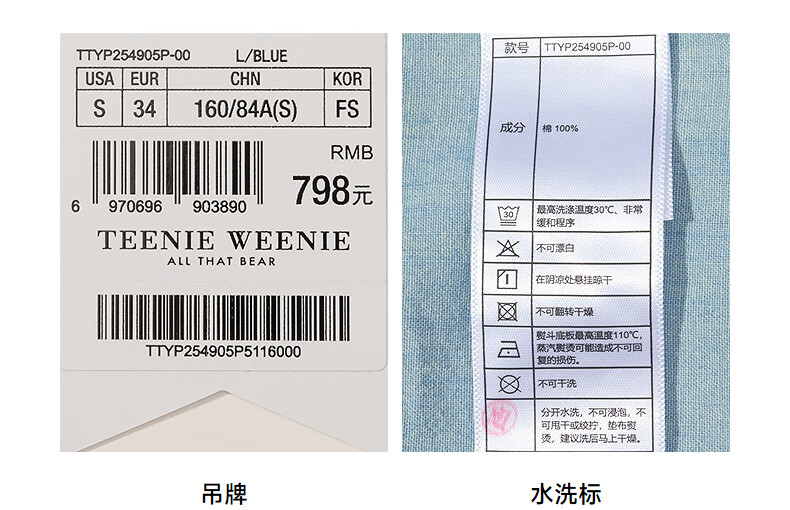 TTYP254905P-00 L/BLUE
USA EUR CHN KOR
S 34 160/84A(S) FS
RMB
798元
6 970696 903890
TEENIE WEENIE
ALL THAT BEAR
TTYP254905P5116000
吊牌
款号 TTYP254905P-00
成分 棉 100%
30 最高洗涤温度30℃、非常
缓和程序
不可漂白
在阴凉处悬挂晾干
不可翻转干燥
熨斗底板最高温度110℃,
蒸汽熨烫可能造成不可回
复的损伤。
不可干洗
分开水洗，不可浸泡，不
可甩干或绞拧，垫布熨
烫，建议洗后马上干燥。
水洗标